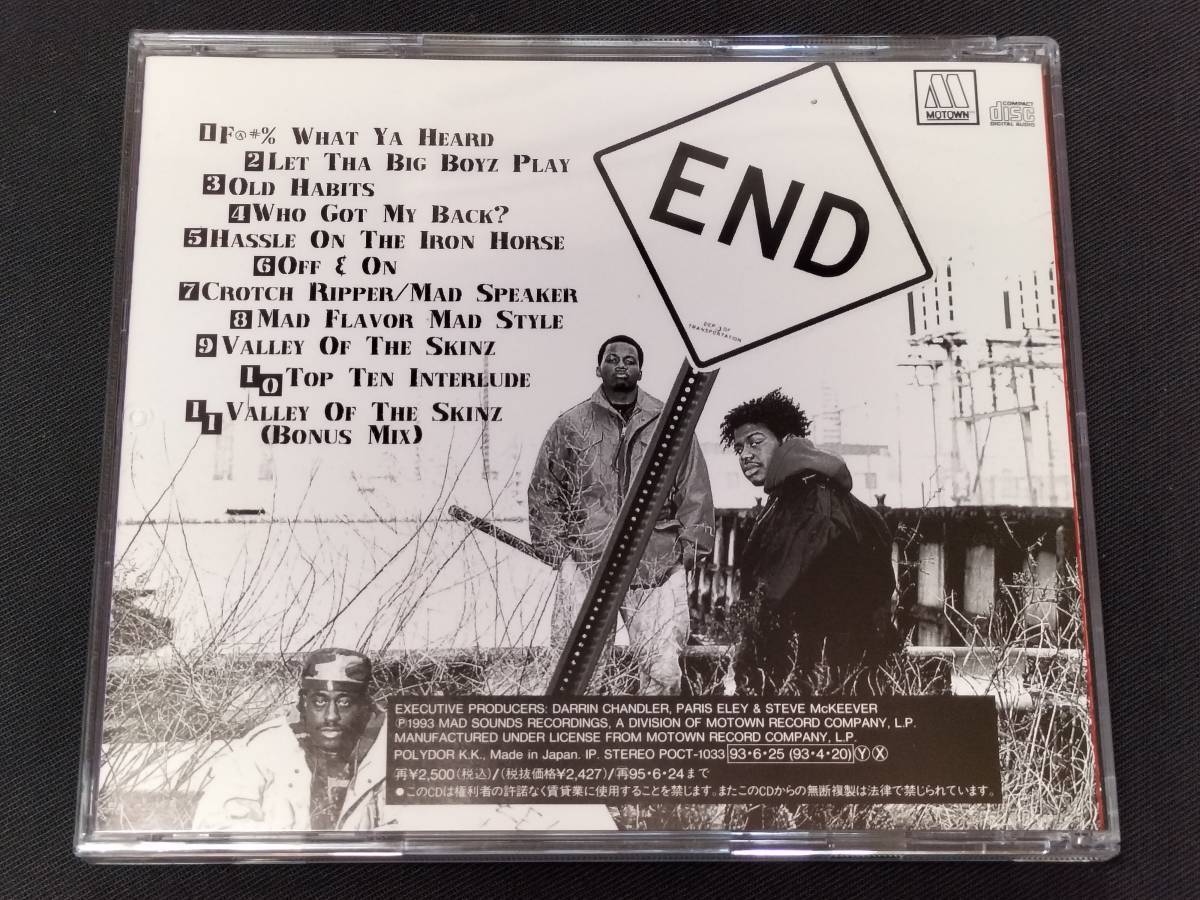 1 F@#% WHAT YA HEARD
2 LET THA BIG BOYZ PLAY
3 OLD HABITS
4 WHO GOT MY BACK?
5 HASSLE ON THE IRON HORSE
6 OFF & ON
7 CROTCH RIPPER/MAD SPEAKER
8 MAD FLAVOR MAD STYLE
9 VALLEY OF THE SKINZ
10 TOP TEN INTERLUDE
11 VALLEY OF THE SKINZ
(BONUS MIX)
M
MOTOWN
COMPACT
disc
DIGITAL AUDIO
END
DEP'T OF
TRANSPORTATION
EXECUTIVE PRODUCERS: DARRIN CHANDLER, PARIS ELEY & STEVE McKEEVER
℗1993 MAD SOUNDS RECORDINGS, A DIVISION OF MOTOWN RECORD COMPANY, L.P.
MANUFACTURED UNDER LICENSE FROM MOTOWN RECORD COMPANY, L.P.
POLYDOR K.K., Made in Japan. IP. STEREO POCT-1033 93・6・25 (93・4・20) Ⓨ Ⓧ
再¥2,500(税込)/(税抜価格¥2,427)/再95・6・24まで
●このCDは権利者の許諾なく賃貸業に使用することを禁じます。またこのCDからの無断複製は法律で禁じられています。